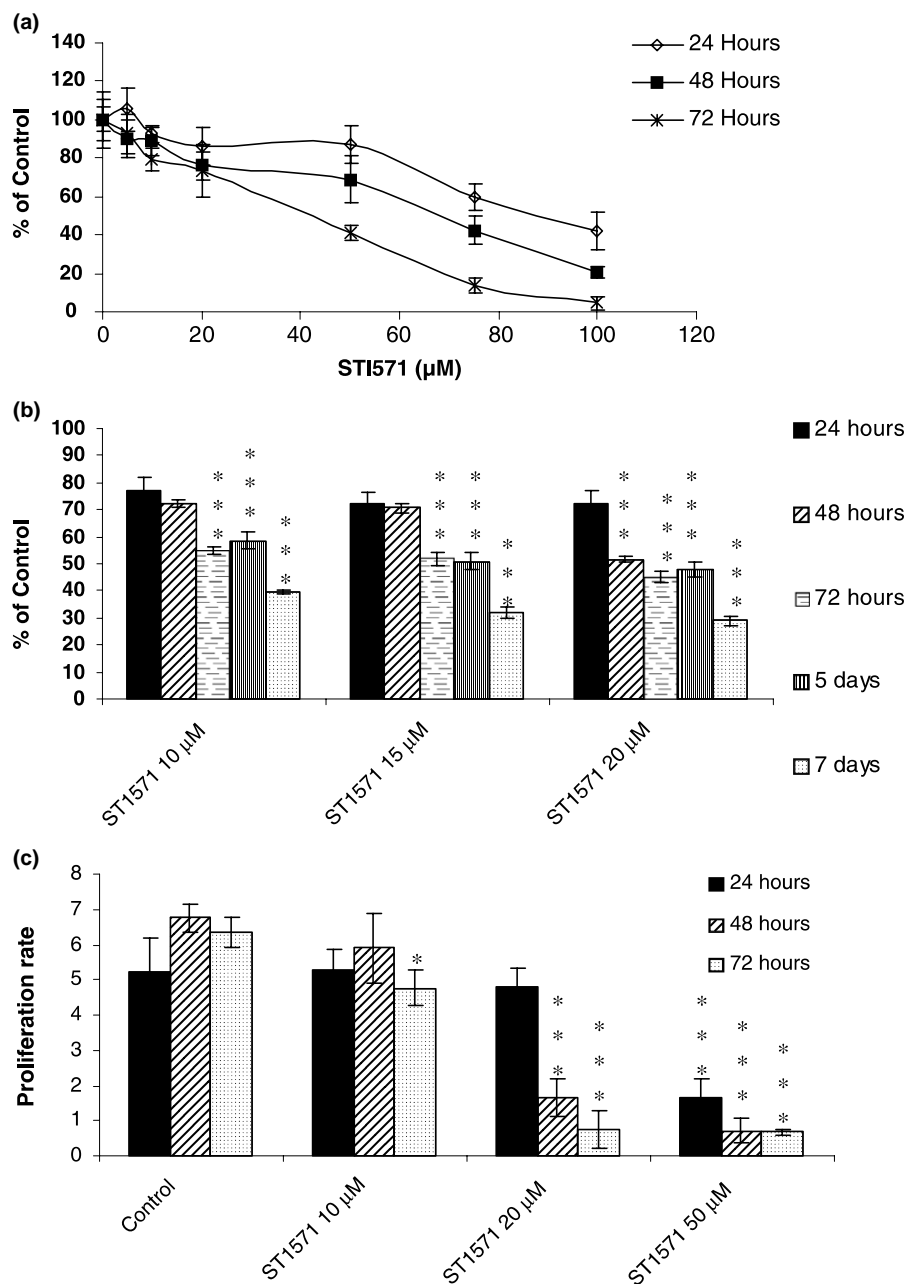 (a)
140
120
100
80
60
40
20
0
% of Control
0 20 40 60 80 100 120
STI571 (µM)
24 Hours
48 Hours
72 Hours
(b)
100
90
80
70
60
50
40
30
20
10
0
% of Control
* * *
* * *
* * *
* * *
* * *
* * *
* * *
* * *
* * *
* * *
ST1571 10 µM
ST1571 15 µM
ST1571 20 µM
24 hours
48 hours
72 hours
5 days
7 days
(c)
8
7
6
5
4
3
2
1
0
Proliferation rate
*
* * *
* * *
* * *
* * *
* * *
Control
ST1571 10 µM
ST1571 20 µM
ST1571 50 µM
24 hours
48 hours
72 hours